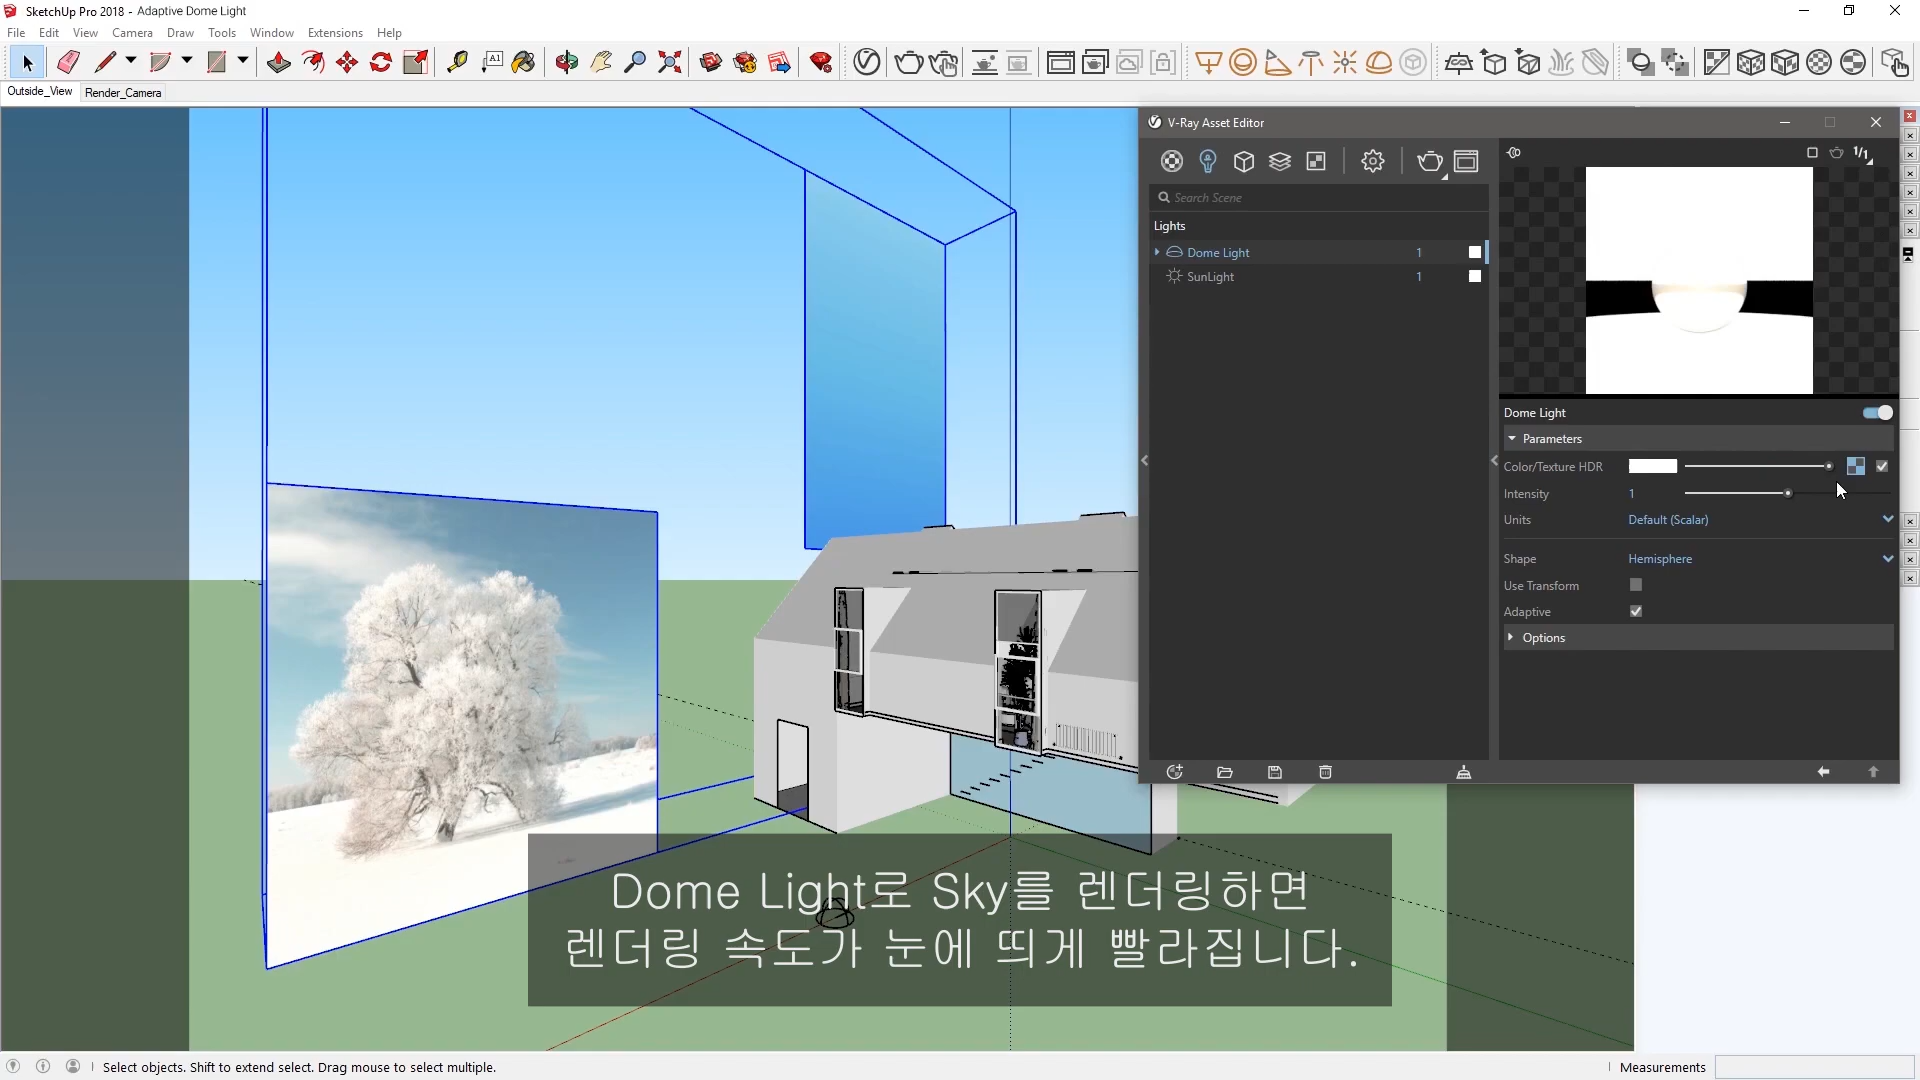 SketchUp Pro 2018 - Adaptive Dome Light
File Edit View Camera Draw Tools Window Extensions Help
A1
Outside_View Render_Camera
V-Ray Asset Editor
1/1
Search Scene
Lights
Dome Light 1
SunLight 1
Dome Light
Parameters
Color/Texture HDR
Intensity 1
Units Default (Scalar)
Shape Hemisphere
Use Transform
Adaptive
Options
Dome Light로 Sky를 렌더링하면
렌더링 속도가 눈에 띄게 빨라집니다.
Select objects. Shift to extend select. Drag mouse to select multiple.
Measurements